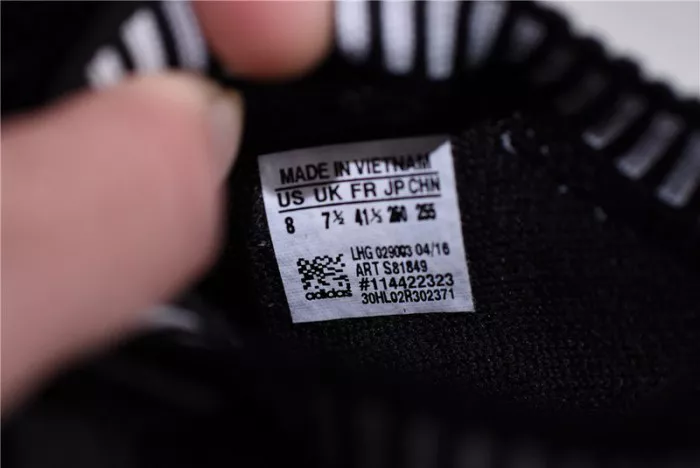 MADE IN VIETNAM
US UK FR JP CHN
8 7½ 41⅓ 260 255
LHG 029003 04/16
ART S81849
adidas #114422323
30HL02R302371